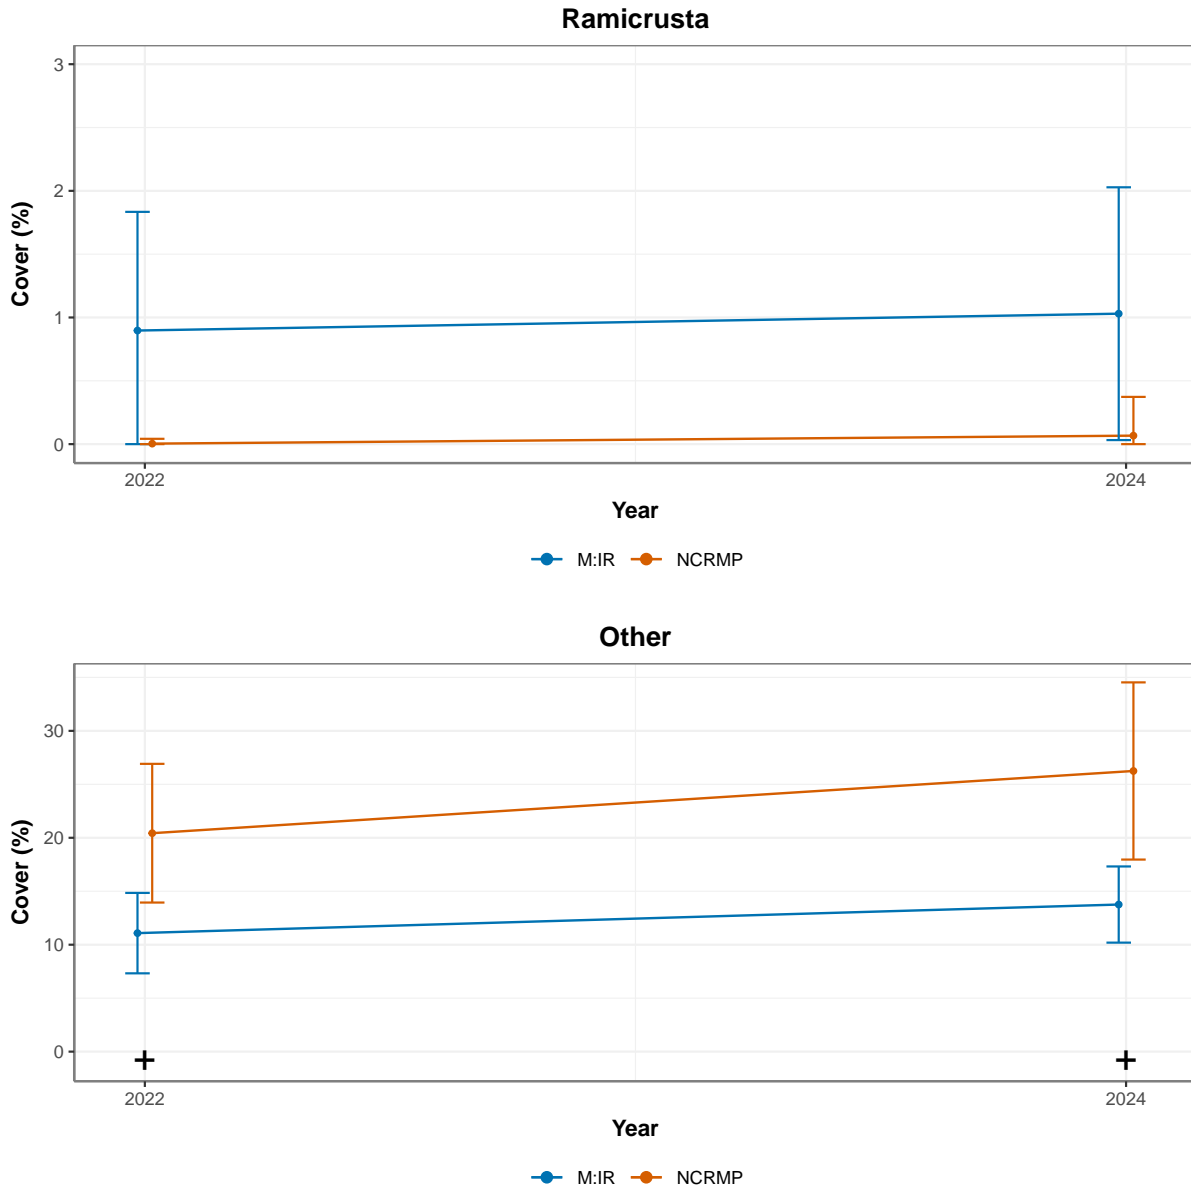 Ramicrusta
3
2
1
0
Cover (%)
2022 2024
Year
M:IR NCRMP
Other
30
20
10
0
Cover (%)
2022 2024
Year
M:IR NCRMP